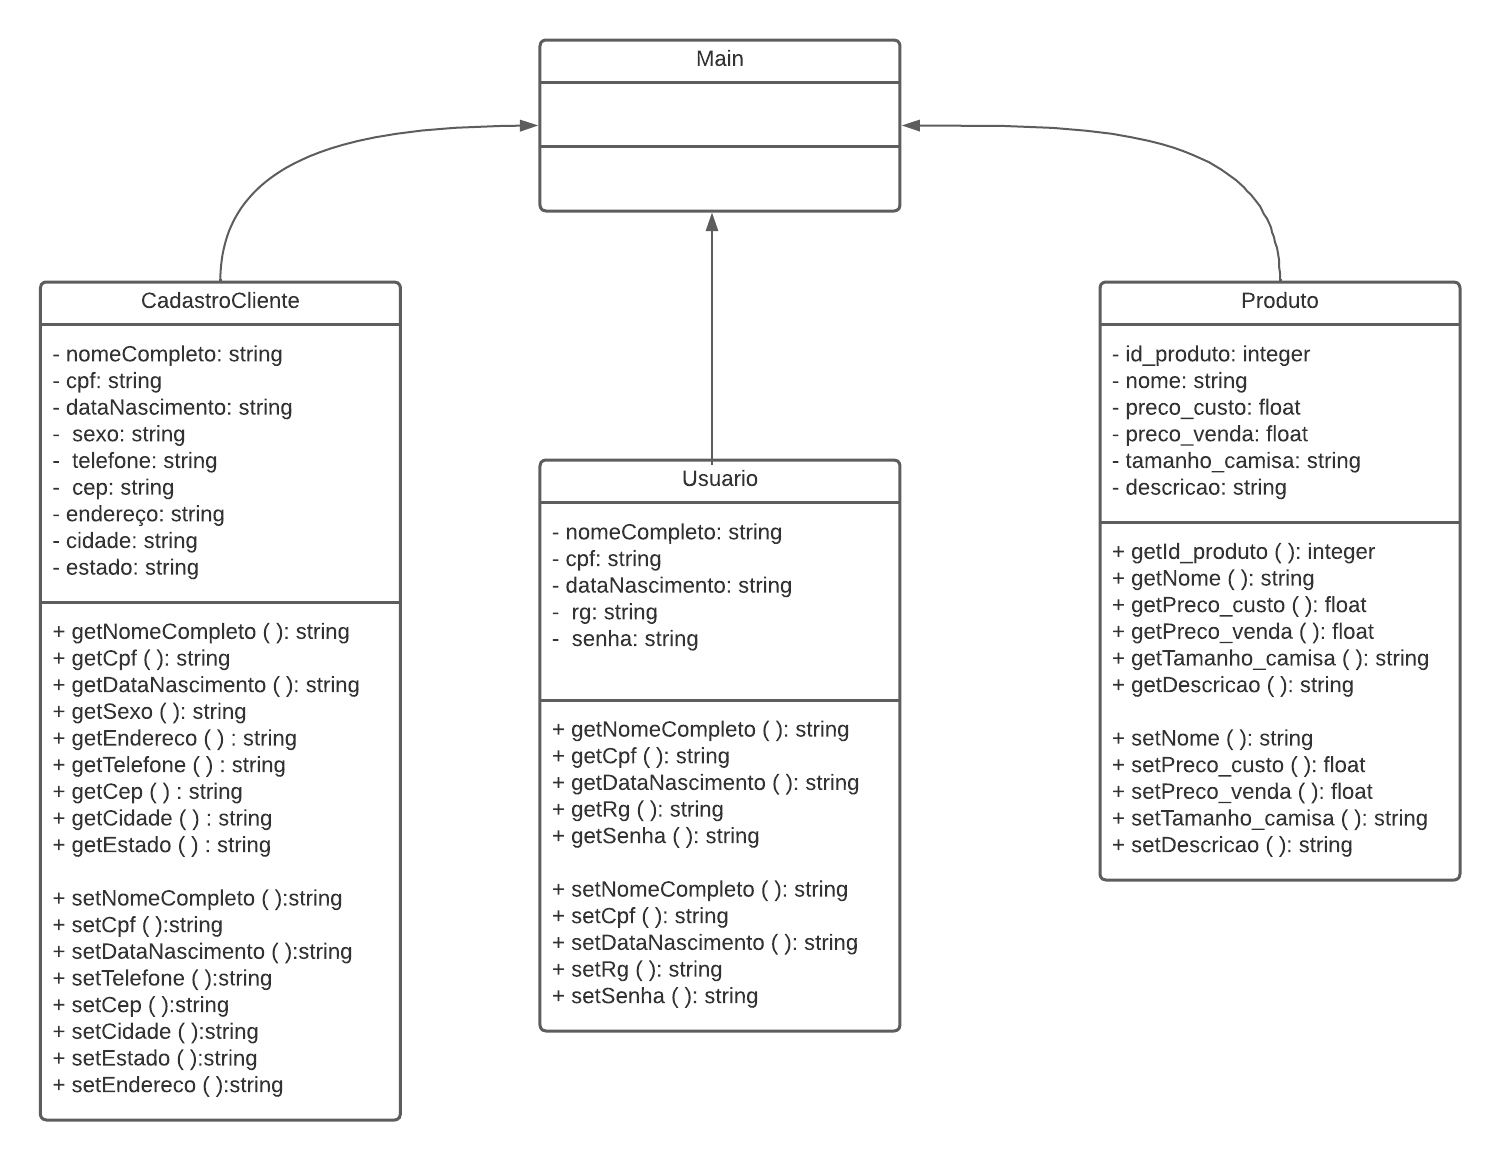 Main
CadastroCliente
- nomeCompleto: string
- cpf: string
- dataNascimento: string
-  sexo: string
-  telefone: string
-  cep: string
- endereço: string
- cidade: string
- estado: string
+ getNomeCompleto ( ): string
+ getCpf ( ): string
+ getDataNascimento ( ): string
+ getSexo ( ): string
+ getEndereco ( ) : string
+ getTelefone ( ) : string
+ getCep ( ) : string
+ getCidade ( ) : string
+ getEstado ( ) : string
+ setNomeCompleto ( ):string
+ setCpf ( ):string
+ setDataNascimento ( ):string
+ setTelefone ( ):string
+ setCep ( ):string
+ setCidade ( ):string
+ setEstado ( ):string
+ setEndereco ( ):string
Usuario
- nomeCompleto: string
- cpf: string
- dataNascimento: string
-  rg: string
-  senha: string
+ getNomeCompleto ( ): string
+ getCpf ( ): string
+ getDataNascimento ( ): string
+ getRg ( ): string
+ getSenha ( ): string
+ setNomeCompleto ( ): string
+ setCpf ( ): string
+ setDataNascimento ( ): string
+ setRg ( ): string
+ setSenha ( ): string
Produto
- id_produto: integer
- nome: string
- preco_custo: float
- preco_venda: float
- tamanho_camisa: string
- descricao: string
+ getId_produto ( ): integer
+ getNome ( ): string
+ getPreco_custo ( ): float
+ getPreco_venda ( ): float
+ getTamanho_camisa ( ): string
+ getDescricao ( ): string
+ setNome ( ): string
+ setPreco_custo ( ): float
+ setPreco_venda ( ): float
+ setTamanho_camisa ( ): string
+ setDescricao ( ): string